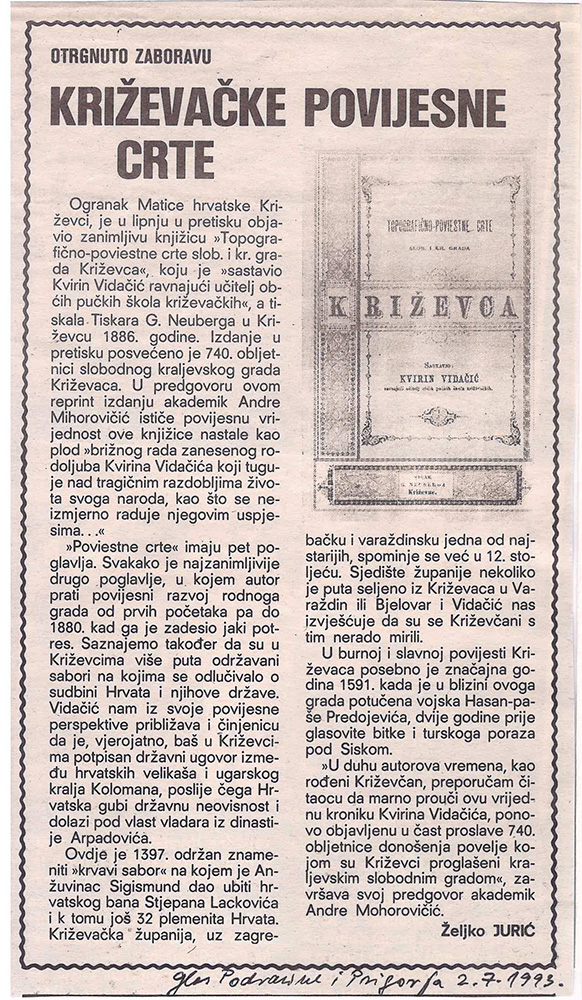 OTRGNUTO ZABORAVU
KRIŽEVAČKE POVIJESNE
CRTE
Ogranak Matice hrvatske Kri-
ževci, je u lipnju u pretisku obja-
vio zanimljivu knjižicu »Topogra-
fično-poviestne crte slob. i kr. gra-
da Križevca«, koju je »sastavio
Kvirin Vidačić ravnajući učitelj ob-
ćih pučkih škola križevačkih«, a ti-
skala Tiskara G. Neuberga u Kri-
ževcu 1886. godine. Izdanje u
pretisku posvećeno je 740. obljet-
nici slobodnog kraljevskog grada
Križevaca. U predgovoru ovom
reprint izdanju akademik Andre
Mihorovičić ističe povijesnu vri-
jednost ove knjižice nastale kao
plod »brižnog rada zanesenog ro-
doljuba Kvirina Vidačića koji tugu-
je nad tragičnim razdobljima živo-
ta svoga naroda, kao što se ne-
izmjerno raduje njegovim uspje-
sima. . .«
»Poviestne crte« imaju pet po-
glavlja. Svakako je najzanimljivije
drugo poglavlje, u kojem autor
prati povijesni razvoj rodnoga
grada od prvih početaka pa do
1880. kad ga je zadesio jaki pot-
res. Saznajemo također da su u
Križevcima više puta održavani
sabori na kojima se odlučivalo o
sudbini Hrvata i njihove države.
Vidačić nam iz svoje povijesne
perspektive približava i činjenicu
da je, vjerojatno, baš u Križevci-
ma potpisan državni ugovor izme-
đu hrvatskih velikaša i ugarskog
kralja Kolomana, poslije čega Hr-
vatska gubi državnu neovisnost i
dolazi pod vlast vladara iz dinasti-
je Arpadovića.
Ovdje je 1397. održan zname-
niti »krvavi sabor« na kojem je An-
žuvinac Sigismund dao ubiti hr-
vatskog bana Stjepana Lackovića
i k tomu još 32 plemenita Hrvata.
Križevačka županija, uz zagre-
TOPOGRAFIČNO-POVIESTNE CRTE
SLOB. I KR. GRADA
KRIŽEVCA
SASTAVIO:
KVIRIN VIDAČIĆ
ravnajući učitelj obćih pučkih škola križevačkih.
TISAK
G. NEUBERGA
Križevac.
bačku i varaždinsku jedna od naj-
starijih, spominje se već u 12. sto-
ljeću. Sjedište županije nekoliko
je puta seljeno iz Križevaca u Va-
raždin ili Bjelovar i Vidačić nas
izvješćuje da su se Križevčani s
tim nerado mirili.
U burnoj i slavnoj povijesti Kri-
ževaca posebno je značajna go-
dina 1591. kada je u blizini ovoga
grada potučena vojska Hasan-pa-
še Predojevića, dvije godine prije
glasovite bitke i turskoga poraza
pod Siskom.
»U duhu autorova vremena, kao
rođeni Križevčan, preporučam či-
taocu da marno prouči ovu vrijed-
nu kroniku Kvirina Vidačića, pono-
vo objavljenu u čast proslave 740.
obljetnice donošenja povelje ko-
jom su Križevci proglašeni kra-
ljevskim slobodnim gradom«, za-
vršava svoj predgovor akademik
Andre Mohorovičić.
Željko JURIĆ
Glas Podravine i Prigorja 2.7.1993.